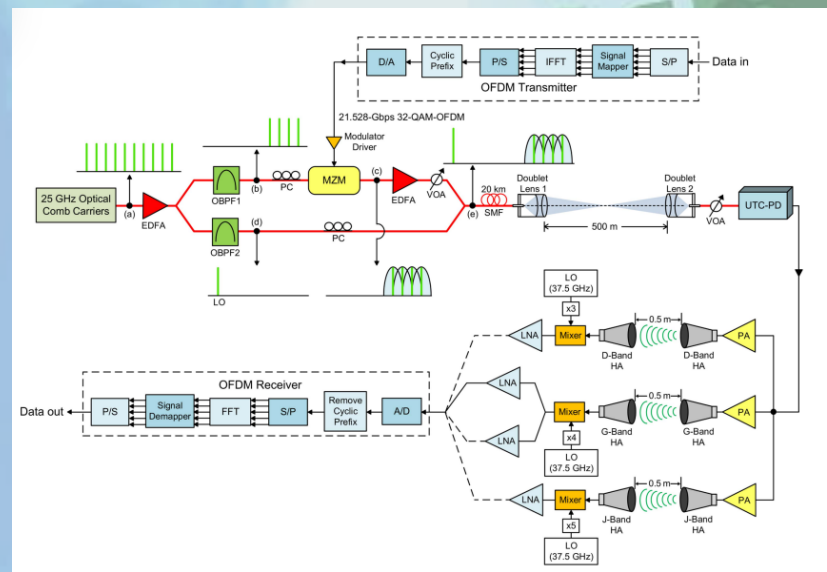 D/A
Cyclic
Prefix
P/S
IFFT
Signal
Mapper
S/P
Data in
OFDM Transmitter
21.528-Gbps 32-QAM-OFDM
Modulator
Driver
25 GHz Optical
Comb Carriers
(a)
EDFA
OBPF1
(b)
PC
MZM
(c)
EDFA
VOA
(e)
20 km
SMF
Doublet
Lens 1
500 m
Doublet
Lens 2
VOA
UTC-PD
OBPF2
(d)
PC
LO
LO
(37.5 GHz)
x3
LNA
Mixer
D-Band
HA
0.5 m
D-Band
HA
PA
LNA
LNA
Mixer
x4
LO
(37.5 GHz)
G-Band
HA
0.5 m
G-Band
HA
PA
LNA
Mixer
x5
LO
(37.5 GHz)
J-Band
HA
0.5 m
J-Band
HA
PA
OFDM Receiver
Data out
P/S
Signal
Demapper
FFT
S/P
Remove
Cyclic
Prefix
A/D